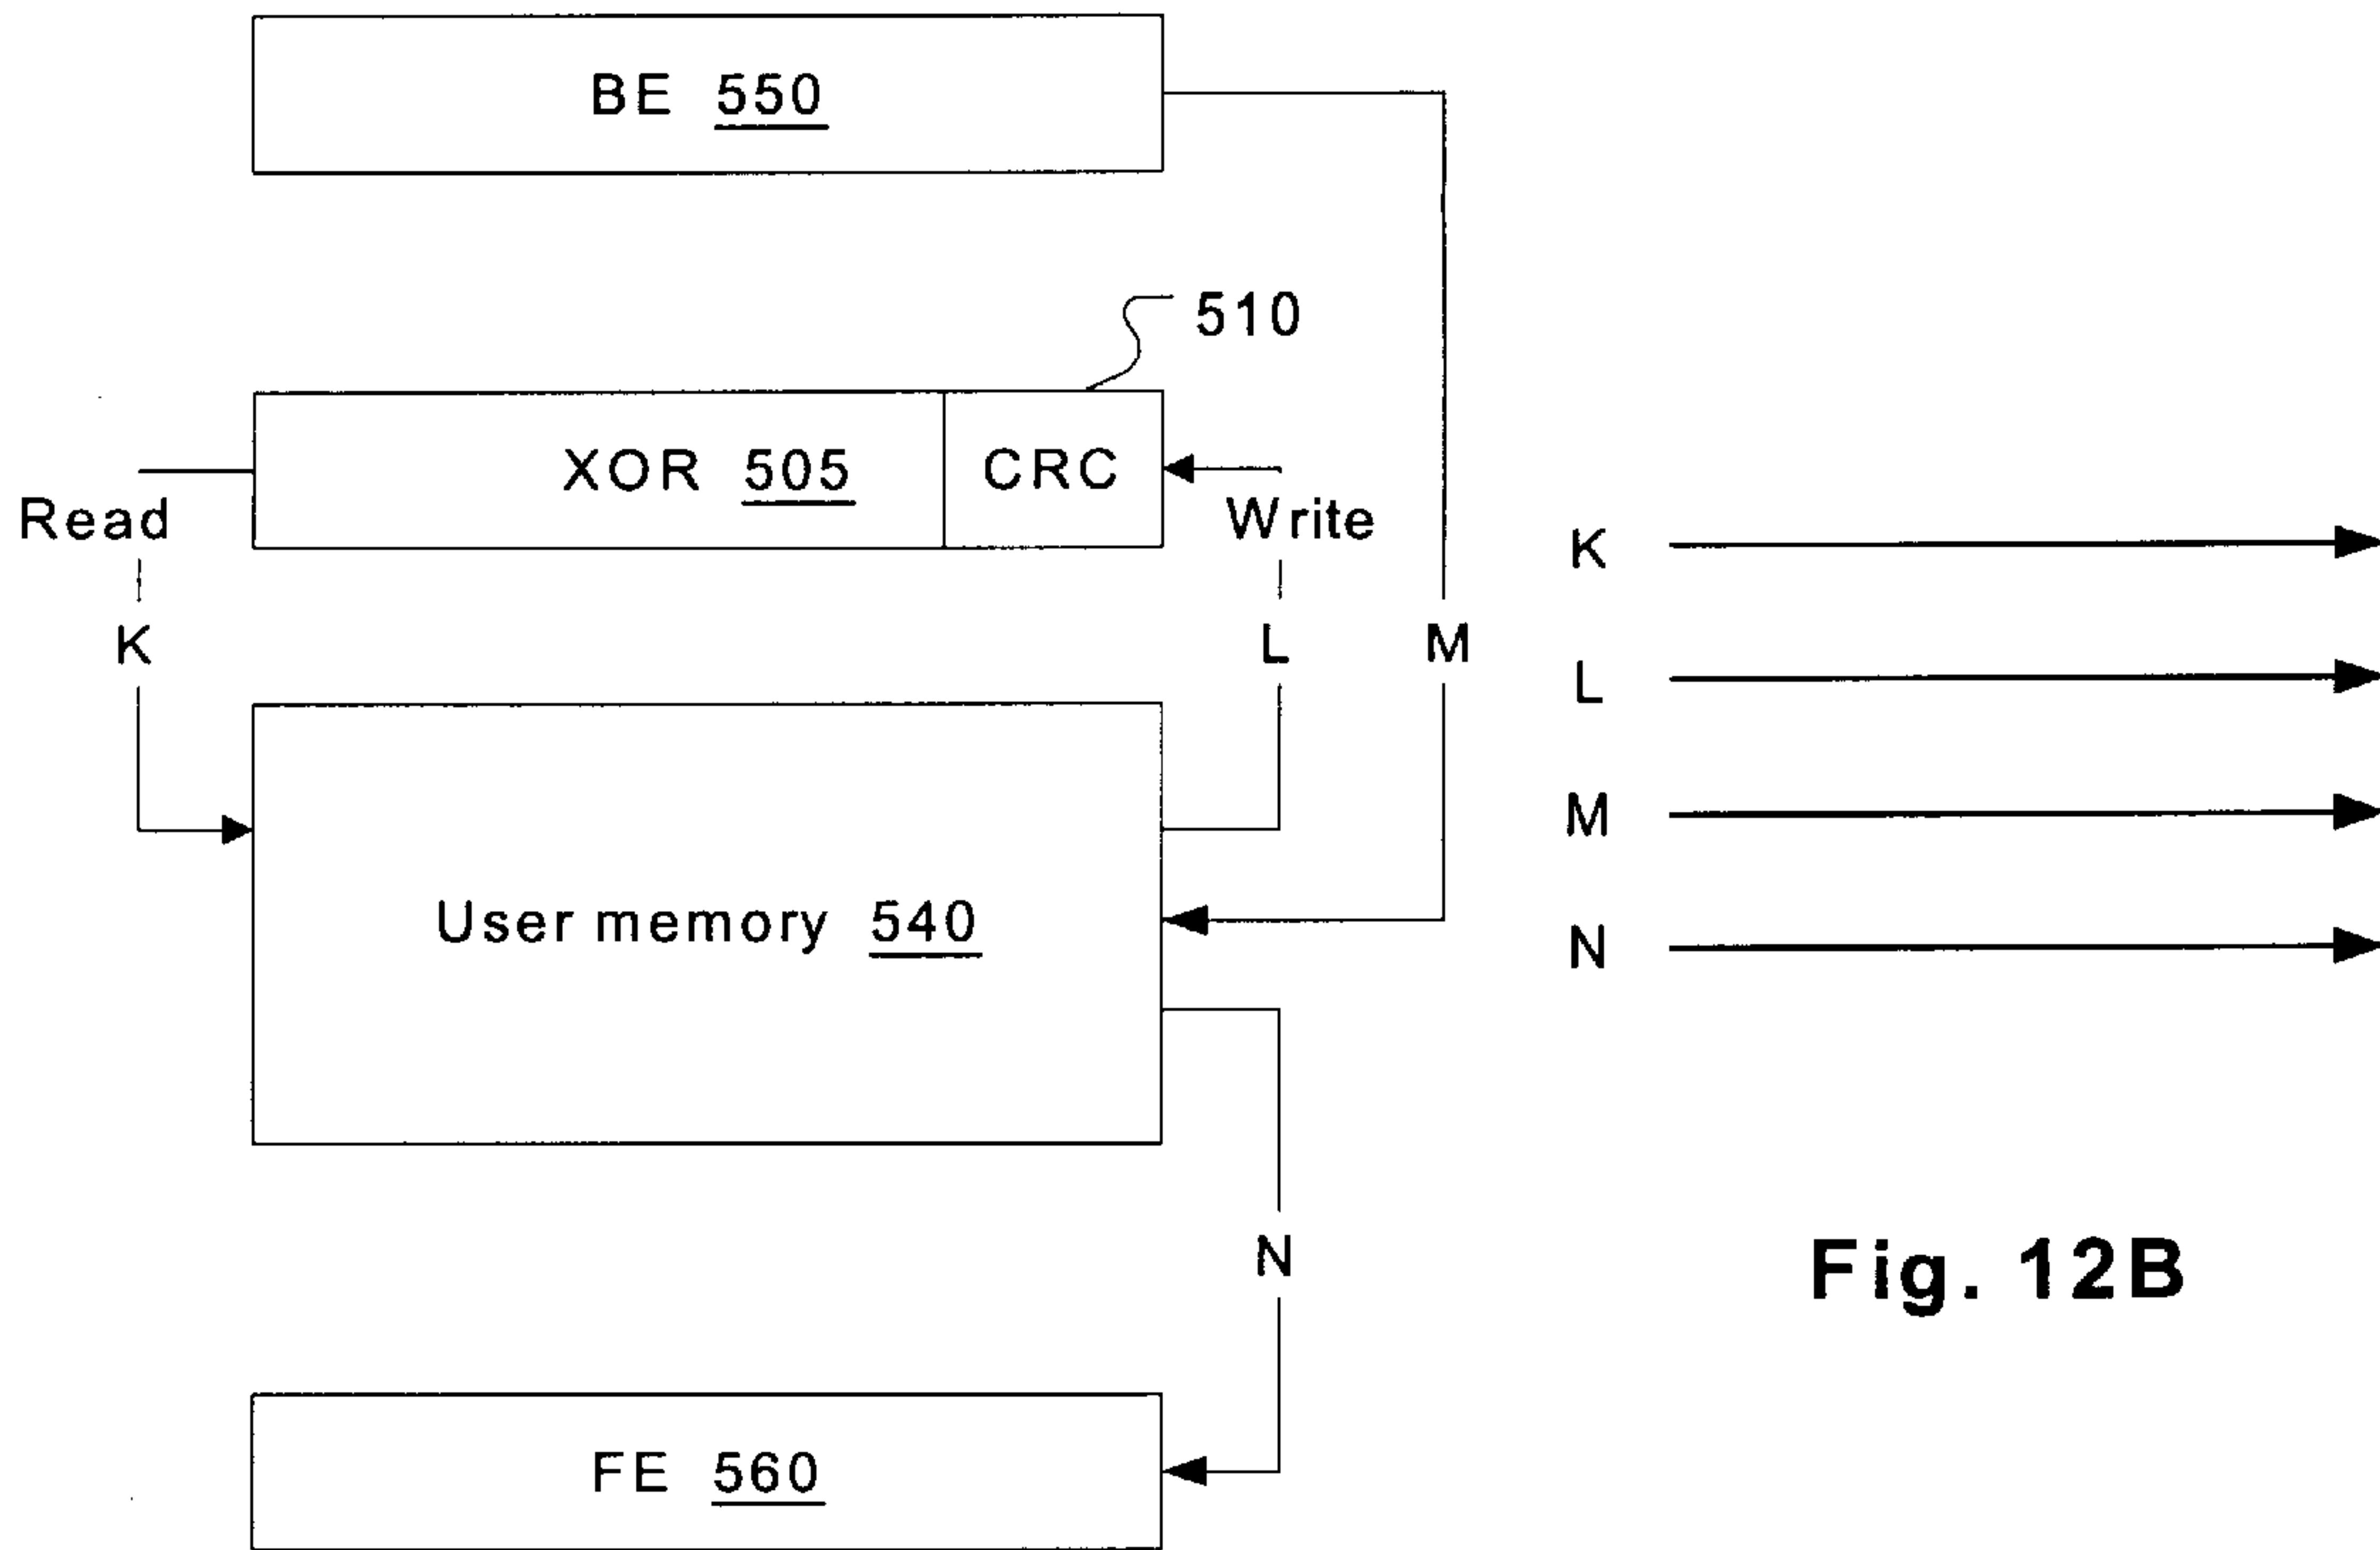 BE 550
510
XOR 505 CRC
Read
Write
K
L
M
User memory 540
N
FE 560
K
L
M
N
Fig. 12B